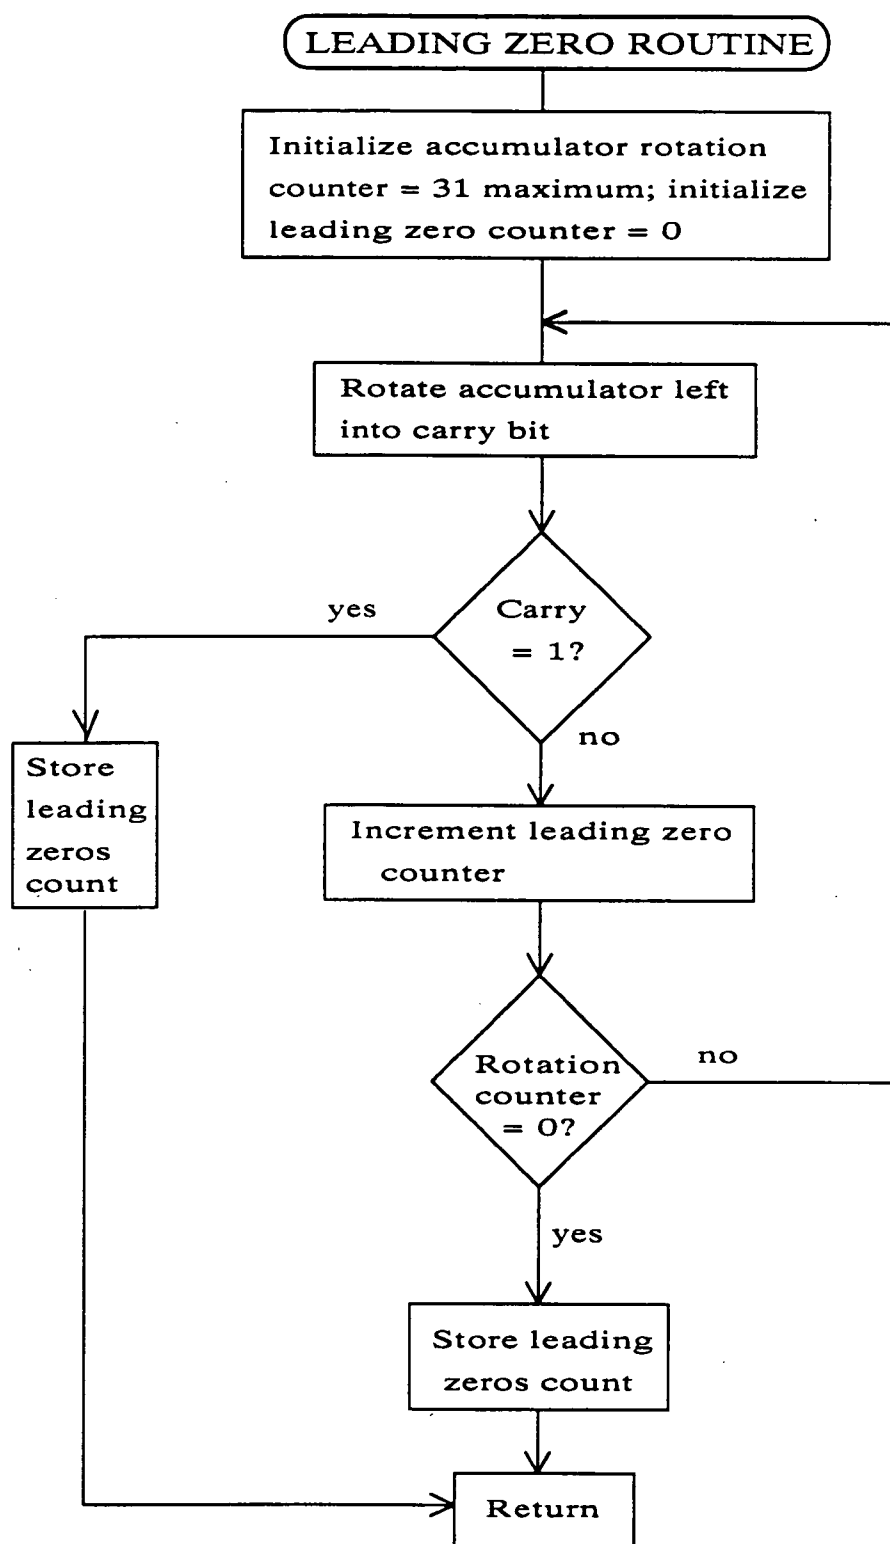 LEADING ZERO ROUTINE
Initialize accumulator rotation
counter = 31 maximum; initialize
leading zero counter = 0
Rotate accumulator left
into carry bit
Carry
= 1?
yes
no
Store
leading
zeros
count
Increment leading zero
counter
Rotation
counter
= 0?
no
yes
Store leading
zeros count
Return